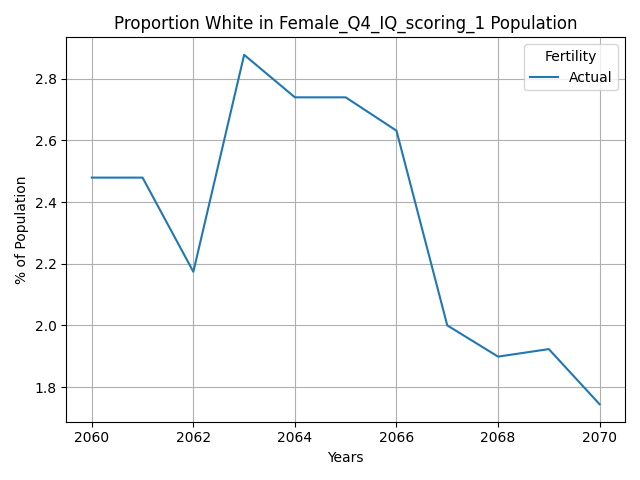 Proportion White in Female_Q4_IQ_scoring_1 Population
Fertility
Actual
2.8
2.6
2.4
2.2
2.0
1.8
% of Population
2060 2062 2064 2066 2068 2070
Years